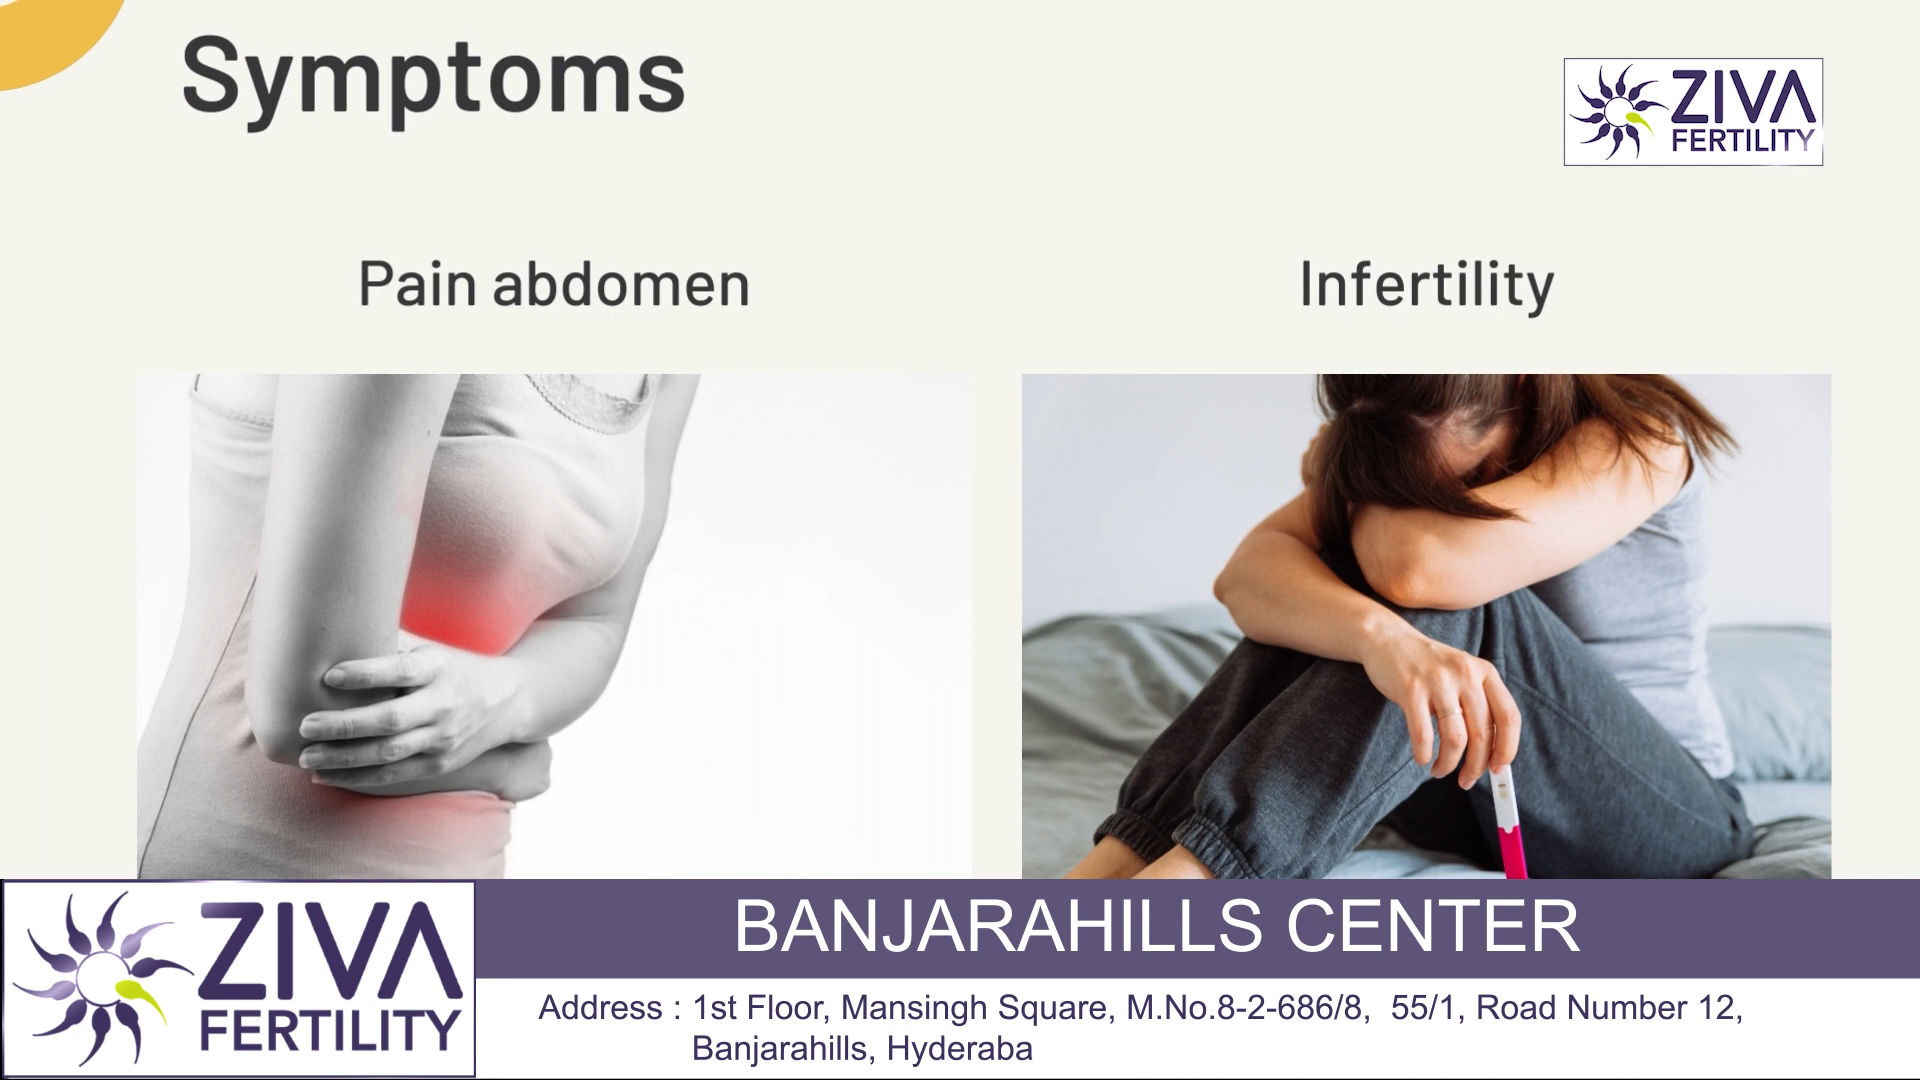 Symptoms
ZIVA
FERTILITY
Pain abdomen
Infertility
ZIVA
FERTILITY
BANJARAHILLS CENTER
Address : 1st Floor, Mansingh Square, M.No.8-2-686/8, 55/1, Road Number 12,
Banjarahills, Hyderaba